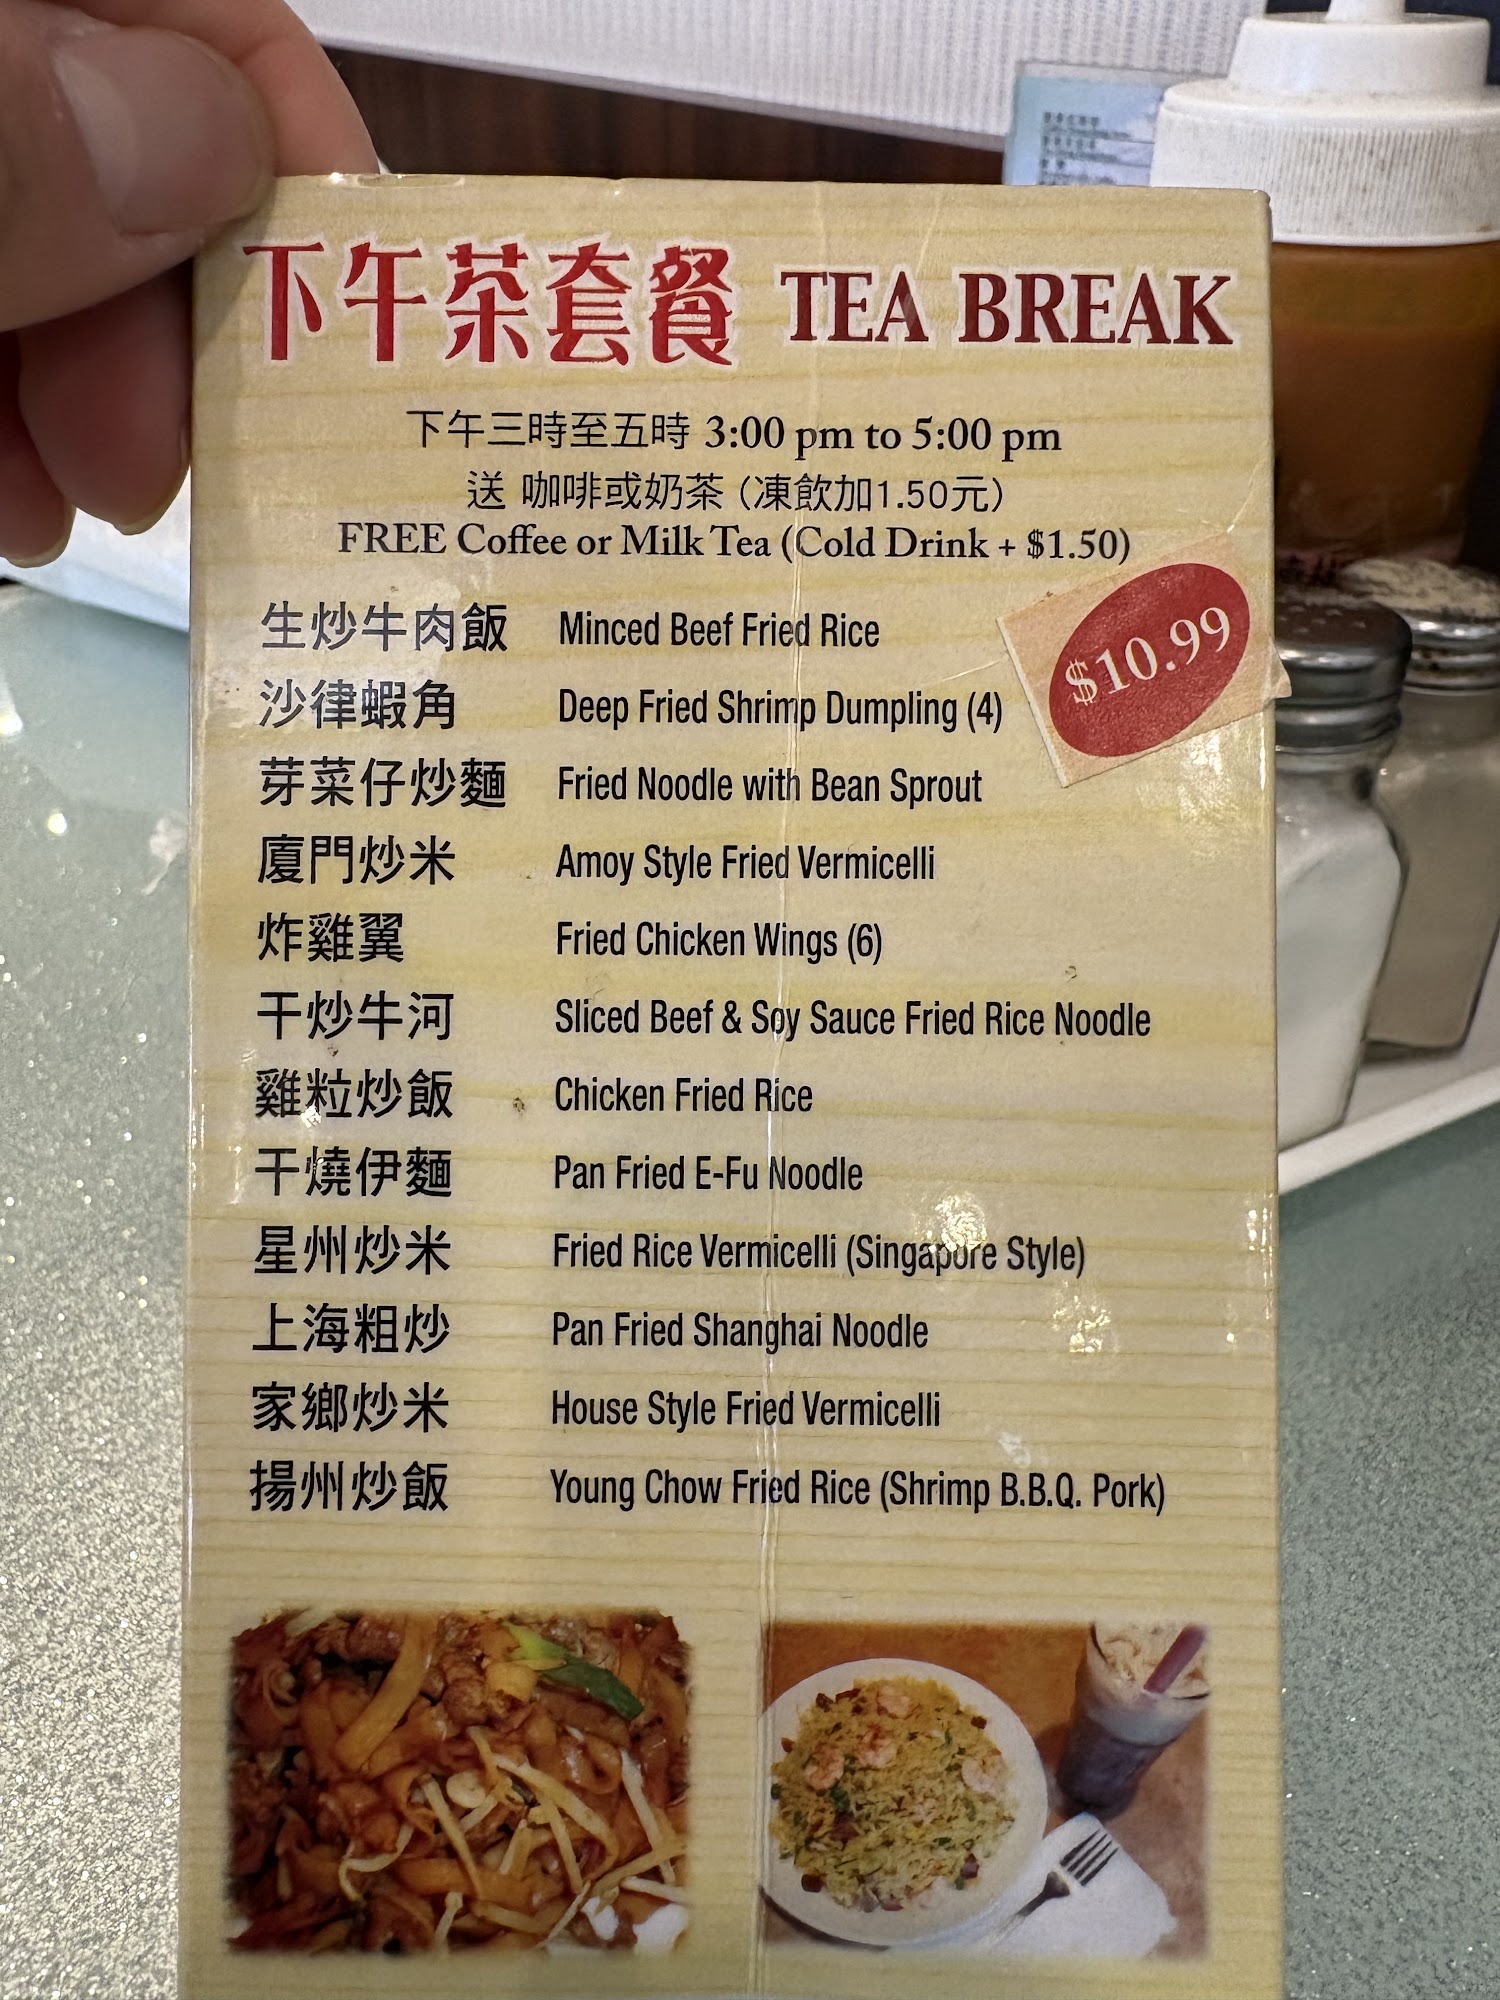 下午茶套餐 TEA BREAK
下午三時至五時 3:00 pm to 5:00 pm
送 咖啡或奶茶 (凍飲加1.50元)
FREE Coffee or Milk Tea (Cold Drink + $1.50)
$10.99
生炒牛肉飯 Minced Beef Fried Rice
沙律蝦角 Deep Fried Shrimp Dumpling (4)
芽菜仔炒麵 Fried Noodle with Bean Sprout
廈門炒米 Amoy Style Fried Vermicelli
炸雞翼 Fried Chicken Wings (6)
干炒牛河 Sliced Beef & Soy Sauce Fried Rice Noodle
雞粒炒飯 Chicken Fried Rice
干燒伊麵 Pan Fried E-Fu Noodle
星州炒米 Fried Rice Vermicelli (Singapore Style)
上海粗炒 Pan Fried Shanghai Noodle
家鄉炒米 House Style Fried Vermicelli
揚州炒飯 Young Chow Fried Rice (Shrimp B.B.Q. Pork)